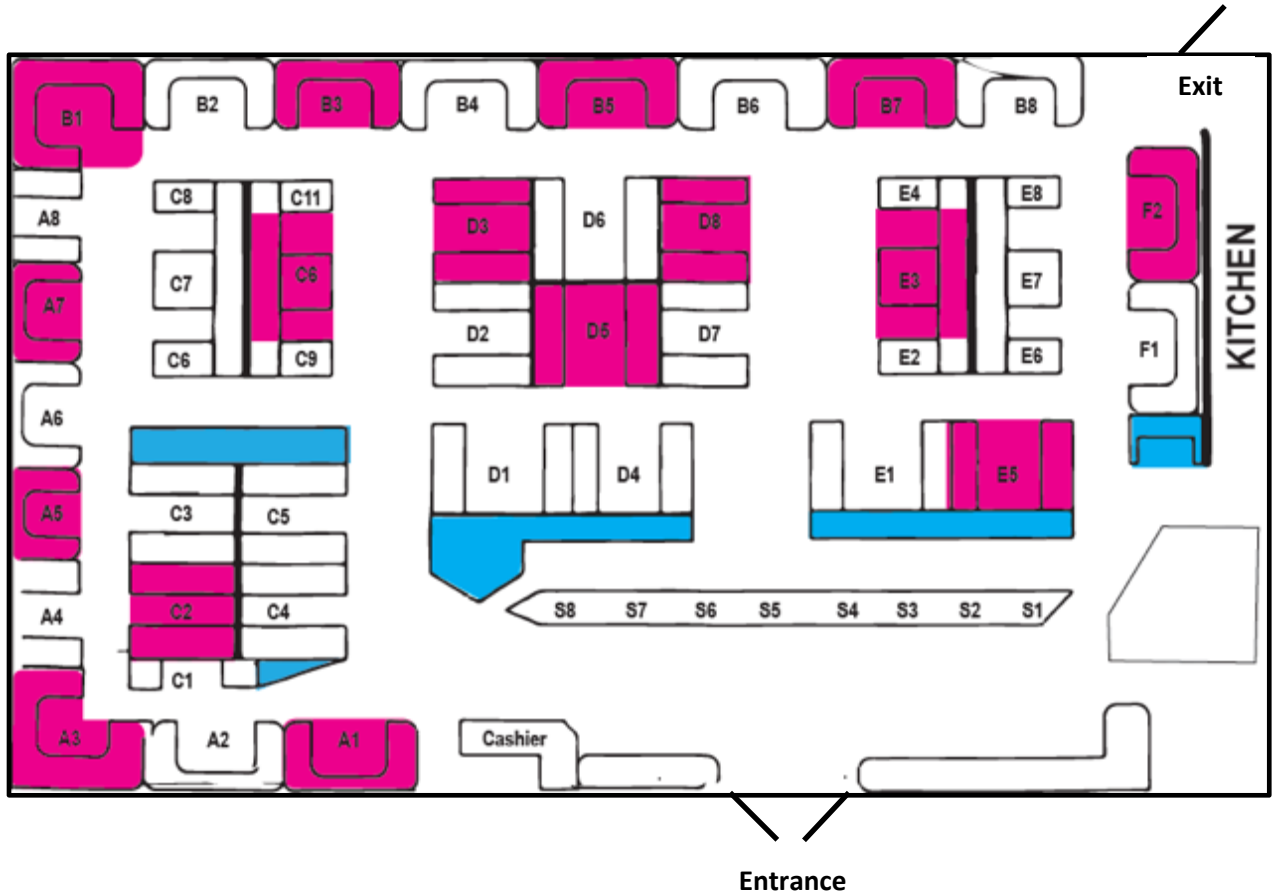 Exit
B1 B2 B3 B4 B5 B6 B7 B8
C8 C11 E4 E8
A8 D3 D6 D8 F2
C7 C6 E3 E7
A7
D2 D5 D7 F1
C6 C9 E2 E6
KITCHEN
A6
D1 D4 E1 E5
A5 C3 C5
A4 C2 C4 S8 S7 S6 S5 S4 S3 S2 S1
C1
A3 A2 A1 Cashier
Entrance